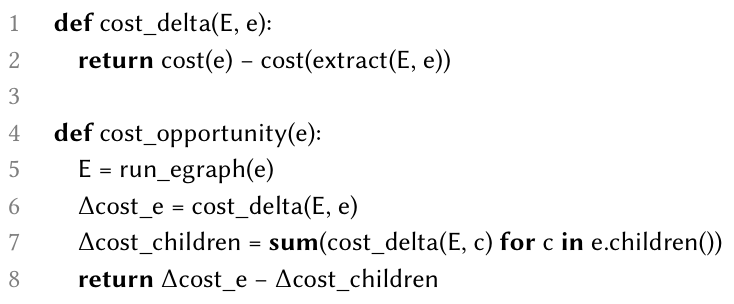 1 def cost_delta(E, e):
2 return cost(e) – cost(extract(E, e))
3
4 def cost_opportunity(e):
5 E = run_egraph(e)
6 Δcost_e = cost_delta(E, e)
7 Δcost_children = sum(cost_delta(E, c) for c in e.children())
8 return Δcost_e – Δcost_children